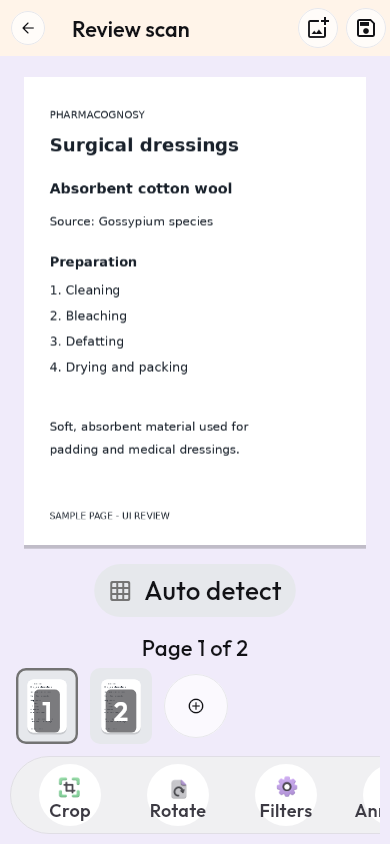 Review scan
PHARMACOGNOSY
Surgical dressings
Absorbent cotton wool
Source: Gossypium species
Preparation
1. Cleaning
2. Bleaching
3. Defatting
4. Drying and packing
Soft, absorbent material used for
padding and medical dressings.
SAMPLE PAGE - UI REVIEW
Auto detect
Page 1 of 2
1 2
Crop Rotate Filters